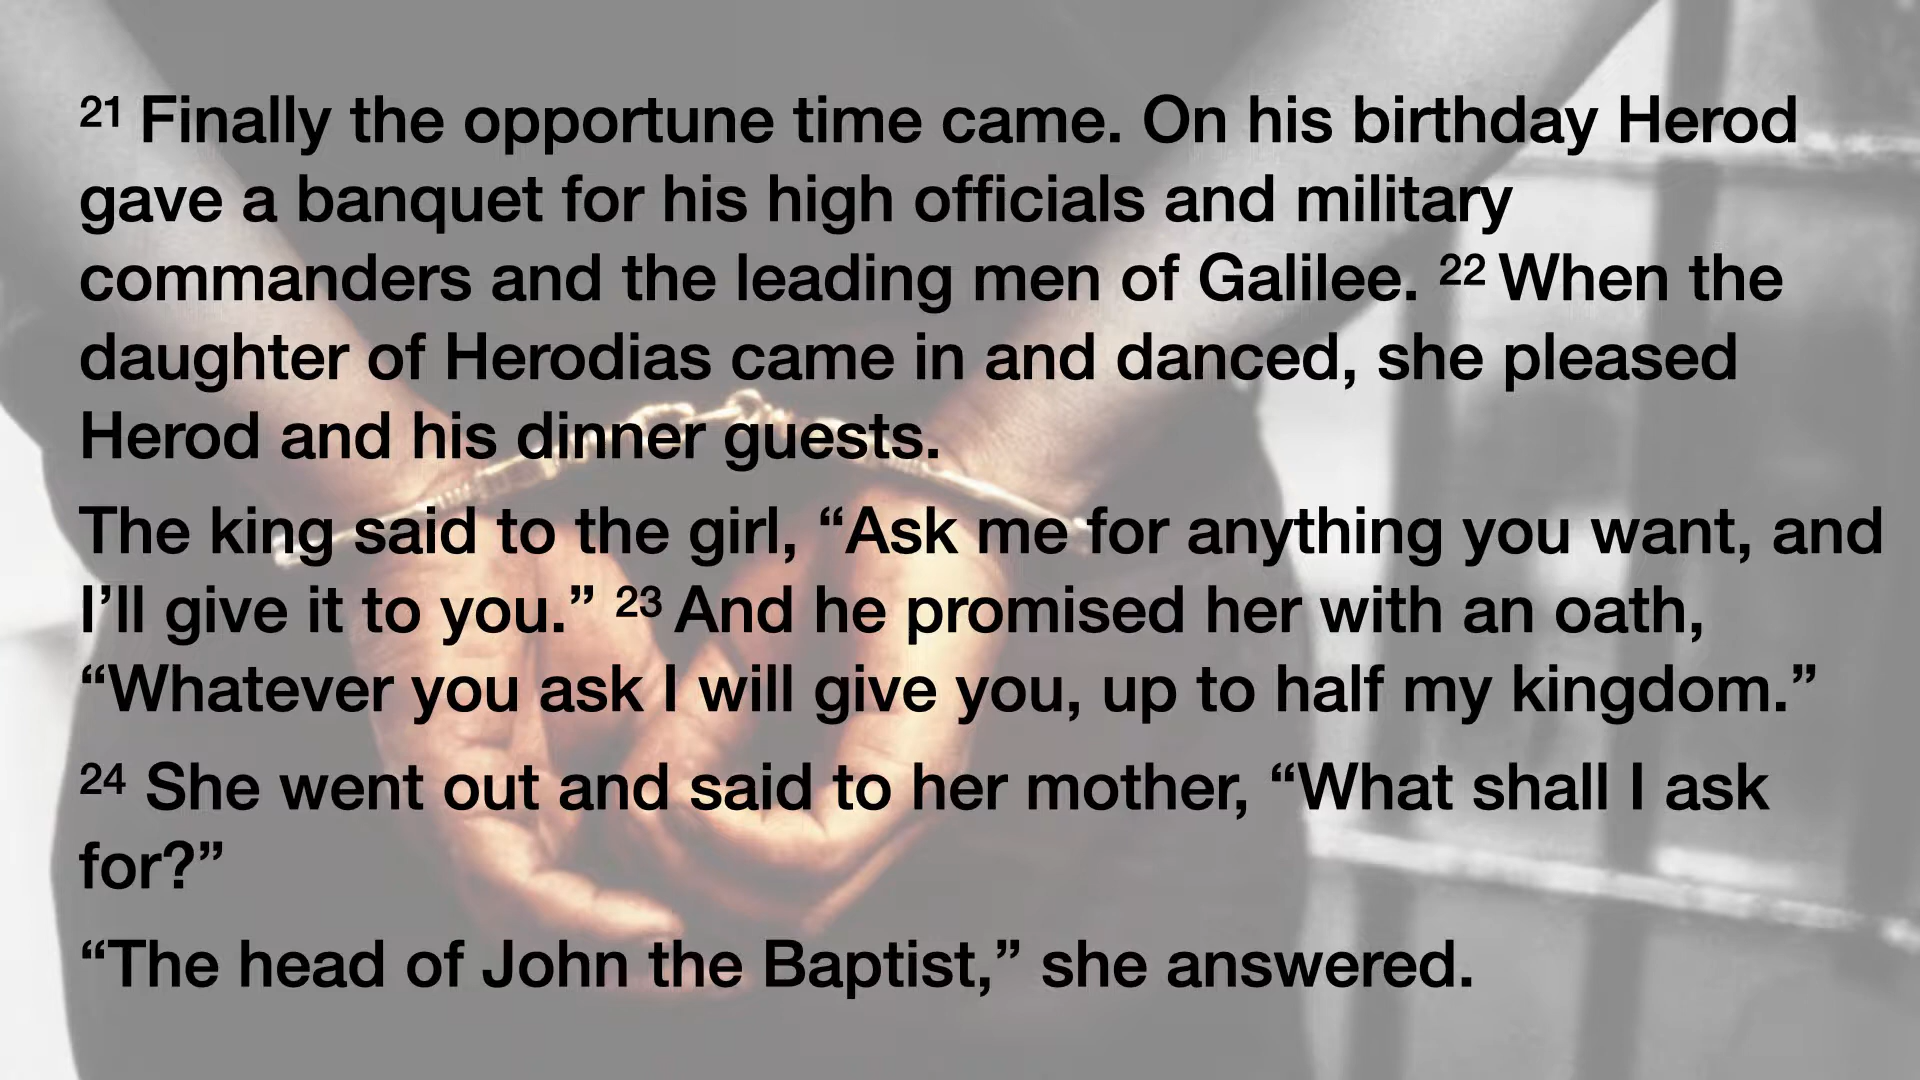 21 Finally the opportune time came. On his birthday Herod
gave a banquet for his high officials and military
commanders and the leading men of Galilee. 22 When the
daughter of Herodias came in and danced, she pleased
Herod and his dinner guests.
The king said to the girl, “Ask me for anything you want, and
I’ll give it to you.” 23 And he promised her with an oath,
“Whatever you ask I will give you, up to half my kingdom.”
24 She went out and said to her mother, “What shall I ask
for?”
“The head of John the Baptist,” she answered.